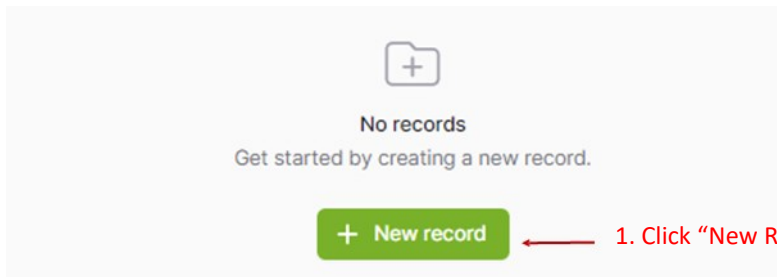 No records
Get started by creating a new record.
+ New record
1. Click “New R